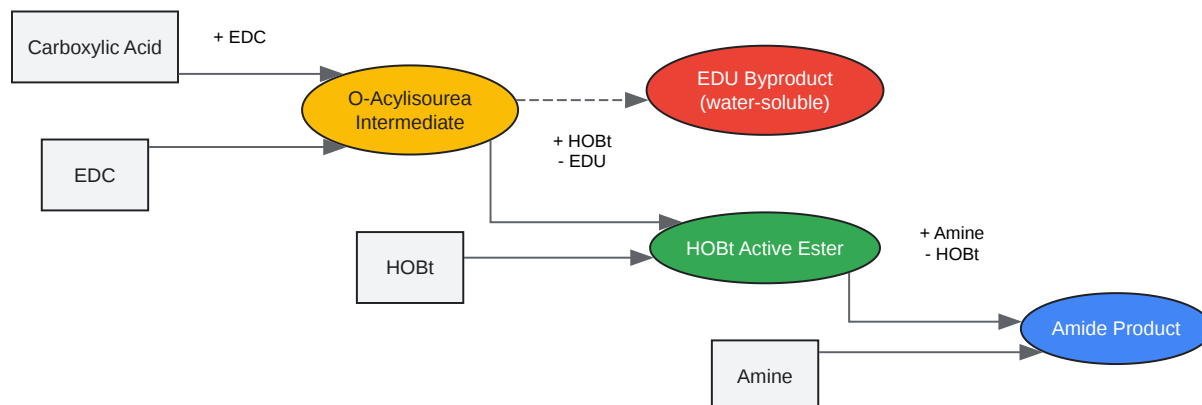 Carboxylic Acid
+ EDC
O-Acylisourea
Intermediate
EDU Byproduct
(water-soluble)
EDC
+ HOBt
- EDU
HOBt
HOBt Active Ester
+ Amine
- HOBt
Amine
Amide Product